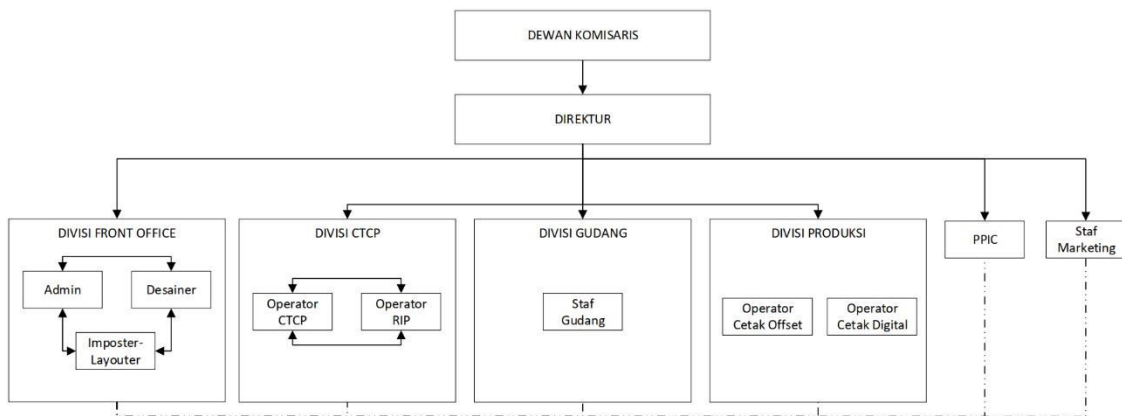 DEWAN KOMISARIS
DIREKTUR
DIVISI FRONT OFFICE
Admin
Desainer
Imposter-
Layouter
DIVISI CTCP
Operator
CTCP
Operator
RIP
DIVISI GUDANG
Staf
Gudang
DIVISI PRODUKSI
Operator
Cetak Offset
Operator
Cetak Digital
PPIC
Staf
Marketing